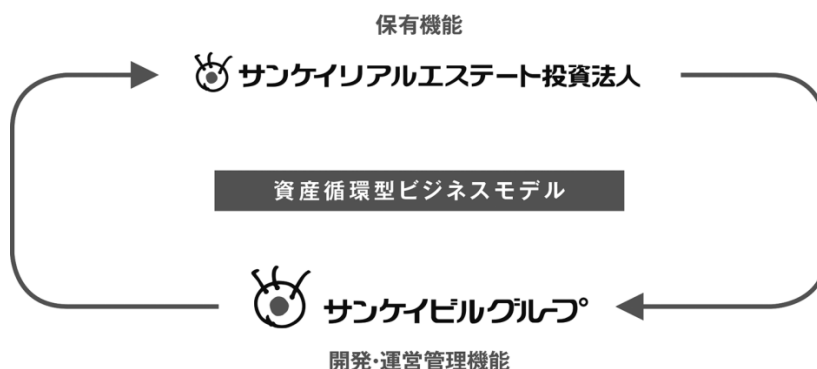 保有機能
サンケイリアルエステート投資法人
資産循環型ビジネスモデル
サンケイビルグループ
開発・運営管理機能